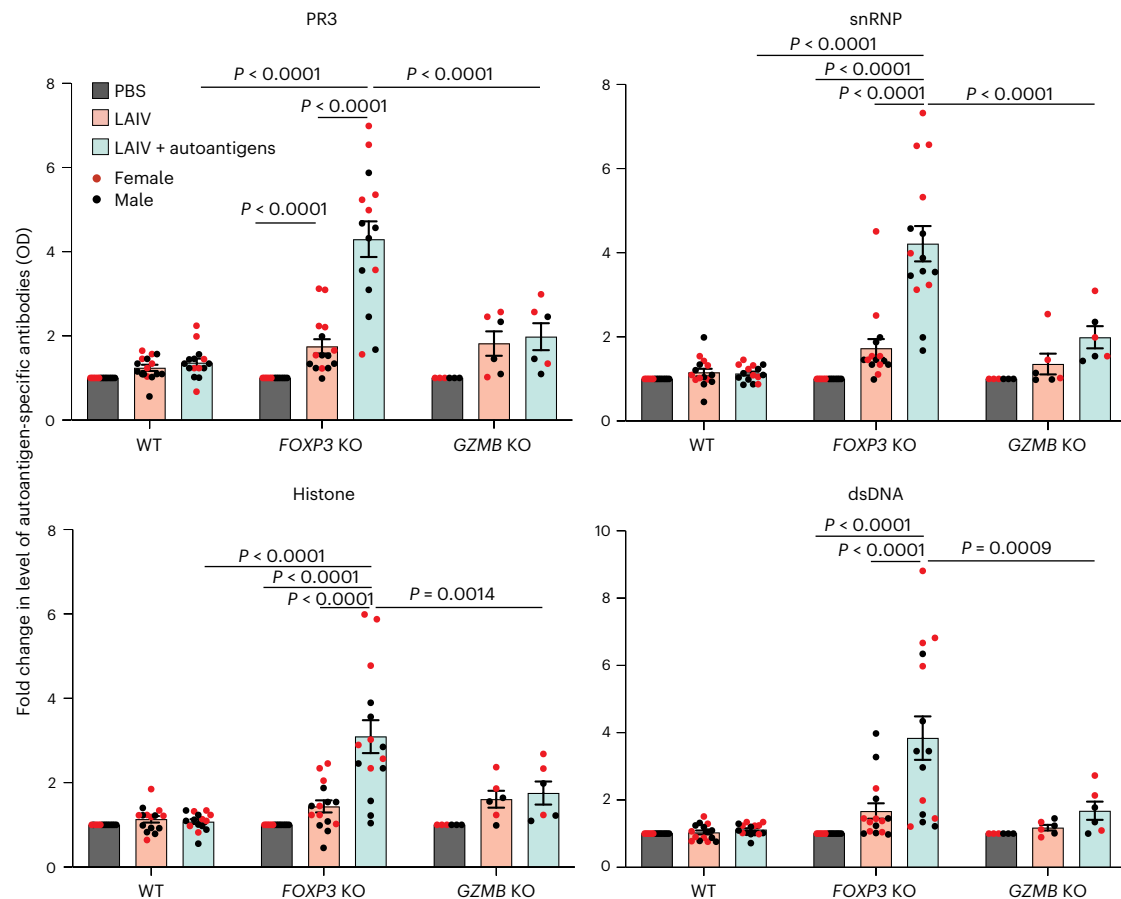 Fold change in level of autoantigen-specific antibodies (OD)
PR3
8
6
4
2
0
PBS
LAIV
LAIV + autoantigens
Female
Male
P < 0.0001
P < 0.0001
P < 0.0001
P < 0.0001
WT
FOXP3 KO
GZMB KO
snRNP
8
6
4
2
0
P < 0.0001
P < 0.0001
P < 0.0001
P < 0.0001
WT
FOXP3 KO
GZMB KO
Histone
8
6
4
2
0
P < 0.0001
P < 0.0001
P < 0.0001
P = 0.0014
WT
FOXP3 KO
GZMB KO
dsDNA
10
8
6
4
2
0
P < 0.0001
P < 0.0001
P = 0.0009
WT
FOXP3 KO
GZMB KO